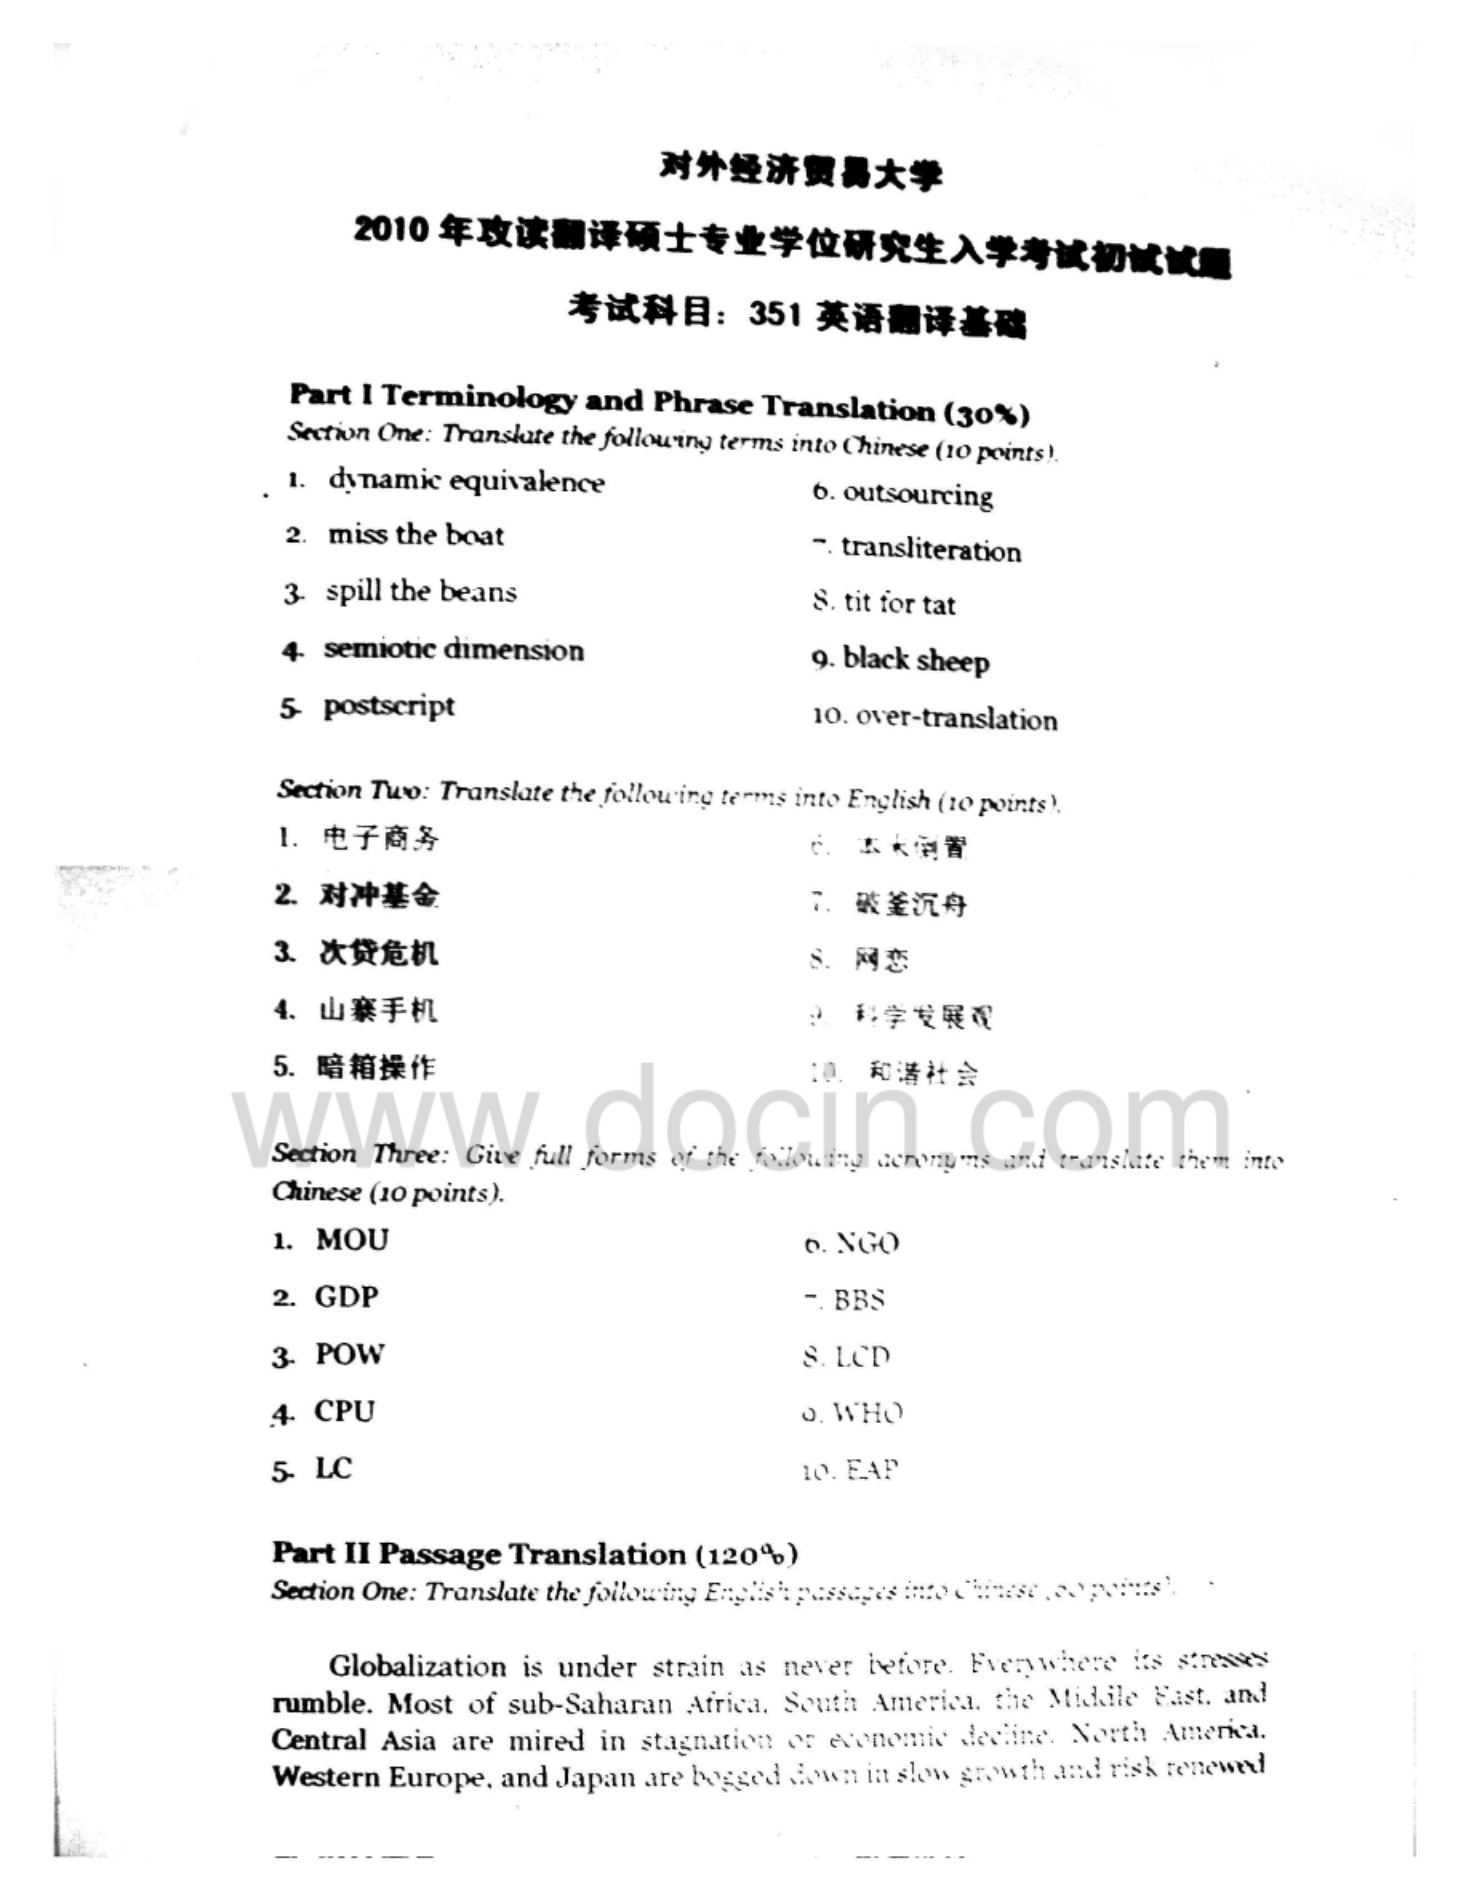 对外经济贸易大学
2010 年攻读翻译硕士专业学位研究生入学考试初试试题
考试科目：351 英语翻译基础
Part I Terminology and Phrase Translation (30%)
Section One: Translate the following terms into Chinese (10 points).
1. dynamic equivalence
2. miss the boat
3. spill the beans
4. semiotic dimension
5. postscript
6. outsourcing
7. transliteration
8. tit for tat
9. black sheep
10. over-translation
Section Two: Translate the following terms into English (10 points).
1. 电子商务
2. 对冲基金
3. 次贷危机
4. 山寨手机
5. 暗箱操作
6. 本末倒置
7. 破釜沉舟
8. 网恋
9. 科学发展观
10. 和谐社会
www.docin.com
Section Three: Give full forms of the following acronyms and translate them into
Chinese (10 points).
1. MOU
2. GDP
3. POW
4. CPU
5. LC
6. NGO
7. BBS
8. LCD
9. WHO
10. EAP
Part II Passage Translation (120%)
Section One: Translate the following English passages into Chinese (60 points).
Globalization is under strain as never before. Everywhere its stresses
rumble. Most of sub-Saharan Africa, South America, the Middle East, and
Central Asia are mired in stagnation or economic decline. North America,
Western Europe, and Japan are bogged down in slow growth and risk renewed